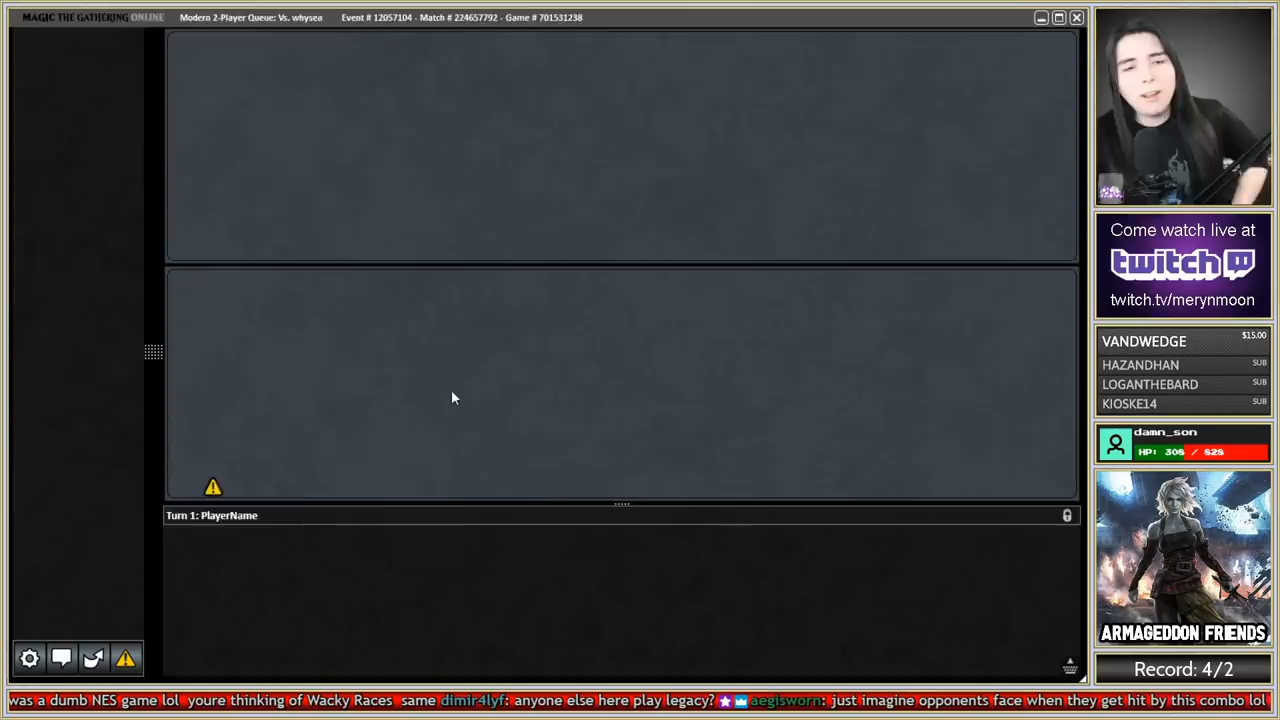 MAGIC THE GATHERING ONLINE Modern 2-Player Queue: Vs. whysea Event # 12057104 - Match # 224657792 - Game # 701531238
Come watch live at
twitch
twitch.tv/merynmoon
VANDWEDGE $15.00
HAZANDHAN SUB
LOGANTHEBARD SUB
KIOSKE14 SUB
damn_son
HP: 308 / 828
Turn 1: PlayerName
ARMAGEDDON FRIENDS
Record: 4/2
was a dumb NES game lol youre thinking of Wacky Races same dimir4lyf: anyone else here play legacy? aegisworn: just imagine opponents face when they get hit by this combo lol